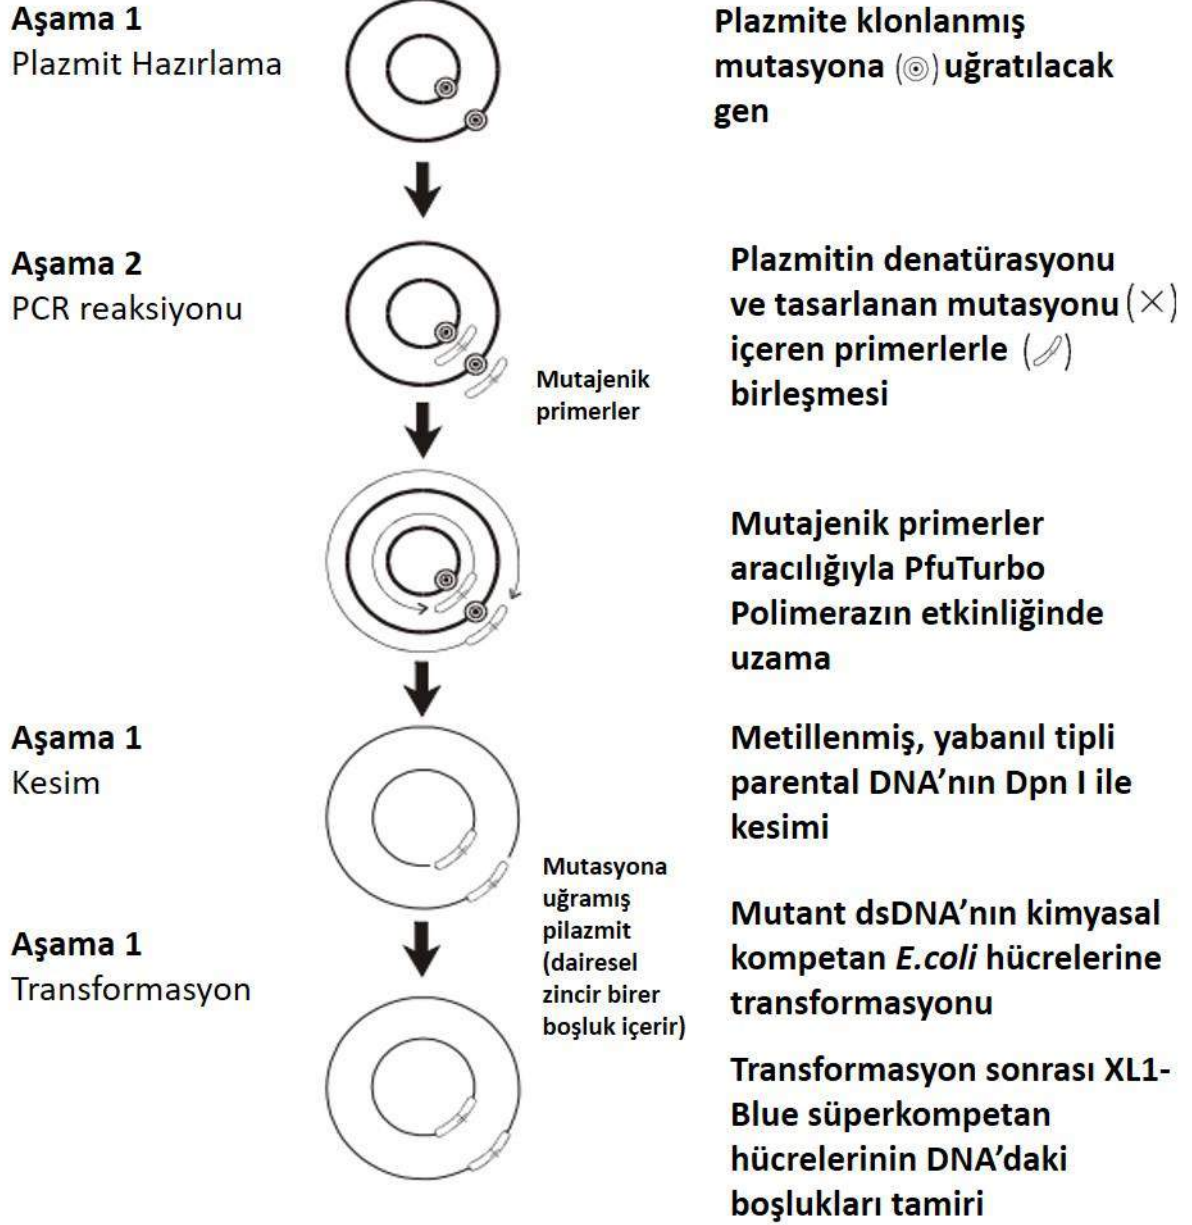 Aşama 1
Plazmit Hazırlama
Plazmite klonlanmış
mutasyona (◎) uğratılacak
gen
Aşama 2
PCR reaksiyonu
Plazmitin denatürasyonu
ve tasarlanan mutasyonu (×)
içeren primerlerle ( )
birleşmesi
Mutajenik
primerler
Mutajenik primerler
aracılığıyla PfuTurbo
Polimerazın etkinliğinde
uzama
Aşama 1
Kesim
Metillenmiş, yabanıl tipli
parental DNA’nın Dpn I ile
kesimi
Mutasyona
uğramış
pilazmit
(dairesel
zincir birer
boşluk içerir)
Aşama 1
Transformasyon
Mutant dsDNA’nın kimyasal
kompetan E.coli hücrelerine
transformasyonu
Transformasyon sonrası XL1-
Blue süperkompetan
hücrelerinin DNA’daki
boşlukları tamiri